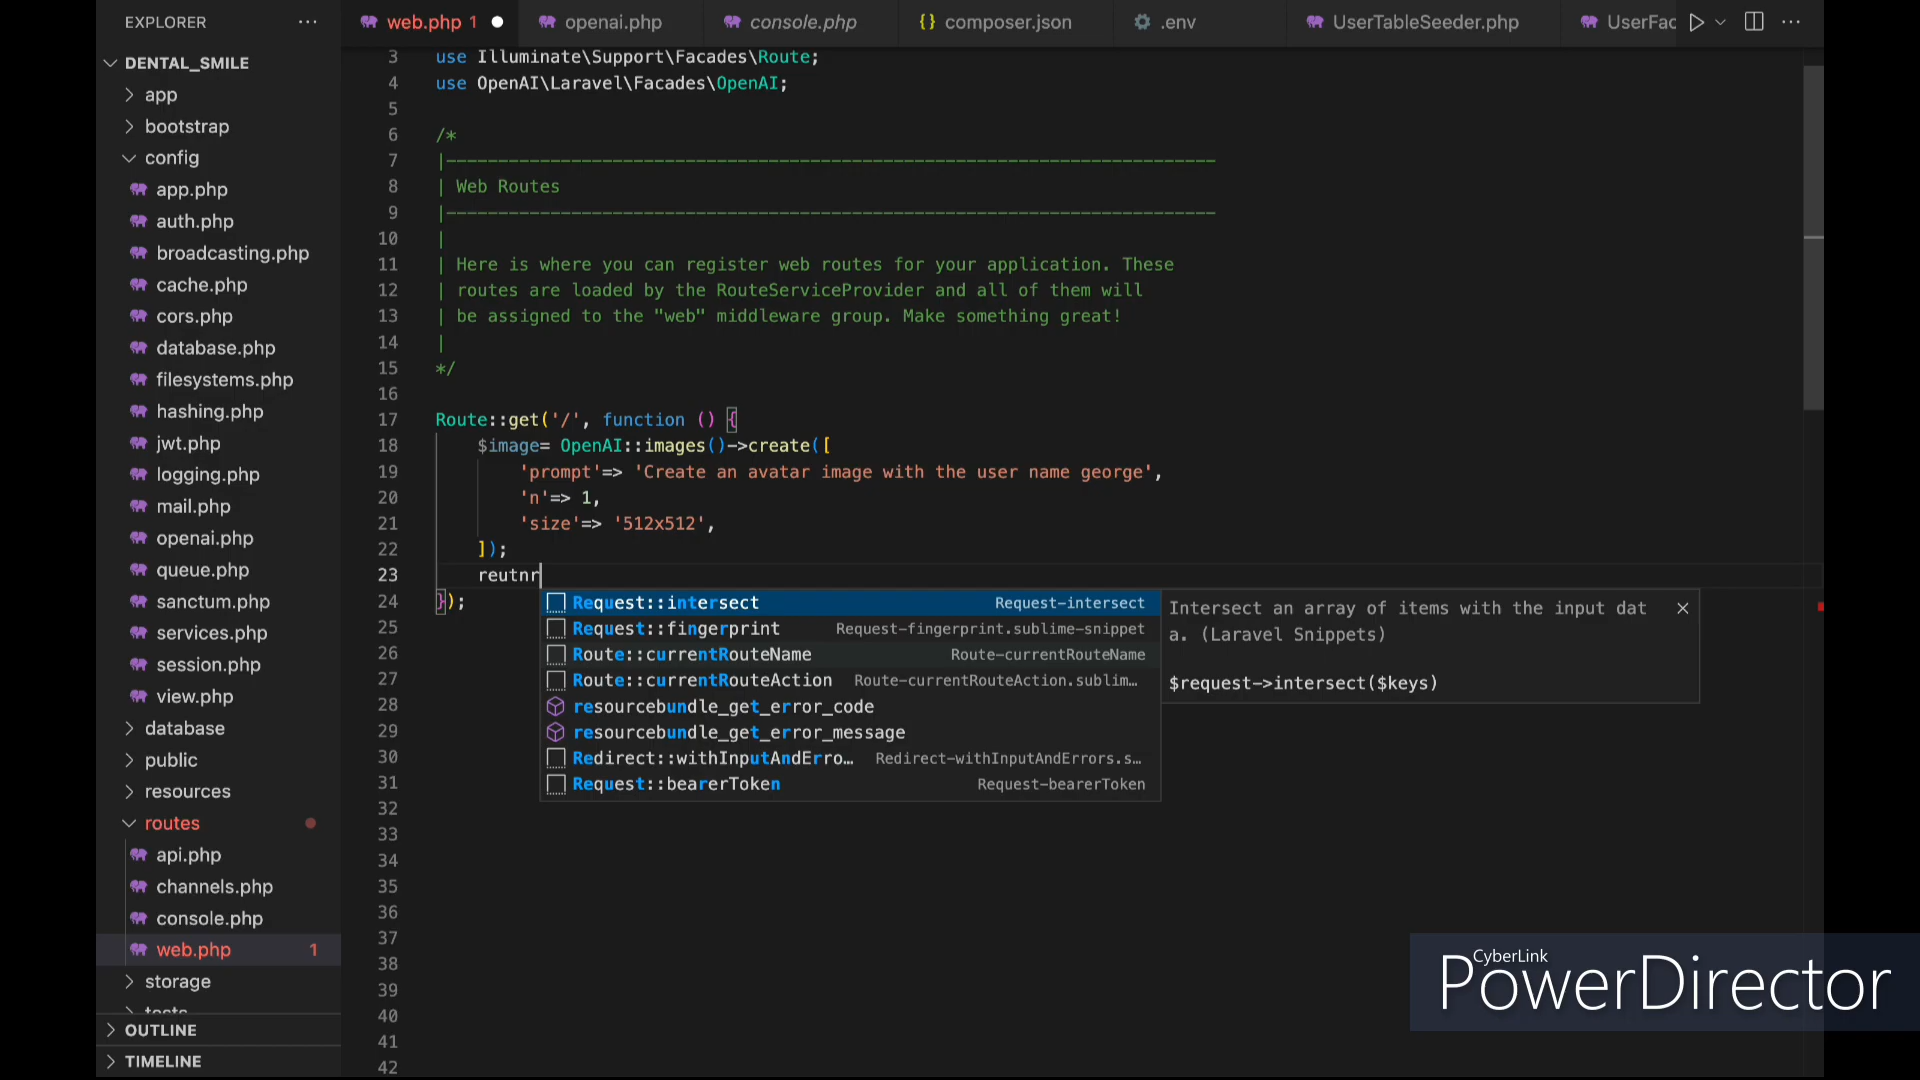 EXPLORER
web.php 1
openai.php
console.php
{} composer.json
.env
UserTableSeeder.php
UserFac
DENTAL_SMILE
app
bootstrap
config
app.php
auth.php
broadcasting.php
cache.php
cors.php
database.php
filesystems.php
hashing.php
jwt.php
logging.php
mail.php
openai.php
queue.php
sanctum.php
services.php
session.php
view.php
database
public
resources
routes
api.php
channels.php
console.php
web.php 1
storage
tests
OUTLINE
TIMELINE
3 use Illuminate\Support\Facades\Route;
4 use OpenAI\Laravel\Facades\OpenAI;
5
6 /*
7 |--------------------------------------------------------------------------
8 | Web Routes
9 |--------------------------------------------------------------------------
10 |
11 | Here is where you can register web routes for your application. These
12 | routes are loaded by the RouteServiceProvider and all of them will
13 | be assigned to the "web" middleware group. Make something great!
14 |
15 */
16
17 Route::get('/', function () {
18 $image= OpenAI::images()->create([
19 'prompt'=> 'Create an avatar image with the user name george',
20 'n'=> 1,
21 'size'=> '512x512',
22 ]);
23 reutnr
24 });
25
26
27
28
29
30
31
32
33
34
35
36
37
38
39
40
41
42
Request::intersect Request-intersect
Request::fingerprint Request-fingerprint.sublime-snippet
Route::currentRouteName Route-currentRouteName
Route::currentRouteAction Route-currentRouteAction.sublim…
resourcebundle_get_error_code
resourcebundle_get_error_message
Redirect::withInputAndErro… Redirect-withInputAndErrors.s…
Request::bearerToken Request-bearerToken
Intersect an array of items with the input dat
a. (Laravel Snippets)
$request->intersect($keys)
CyberLink
PowerDirector